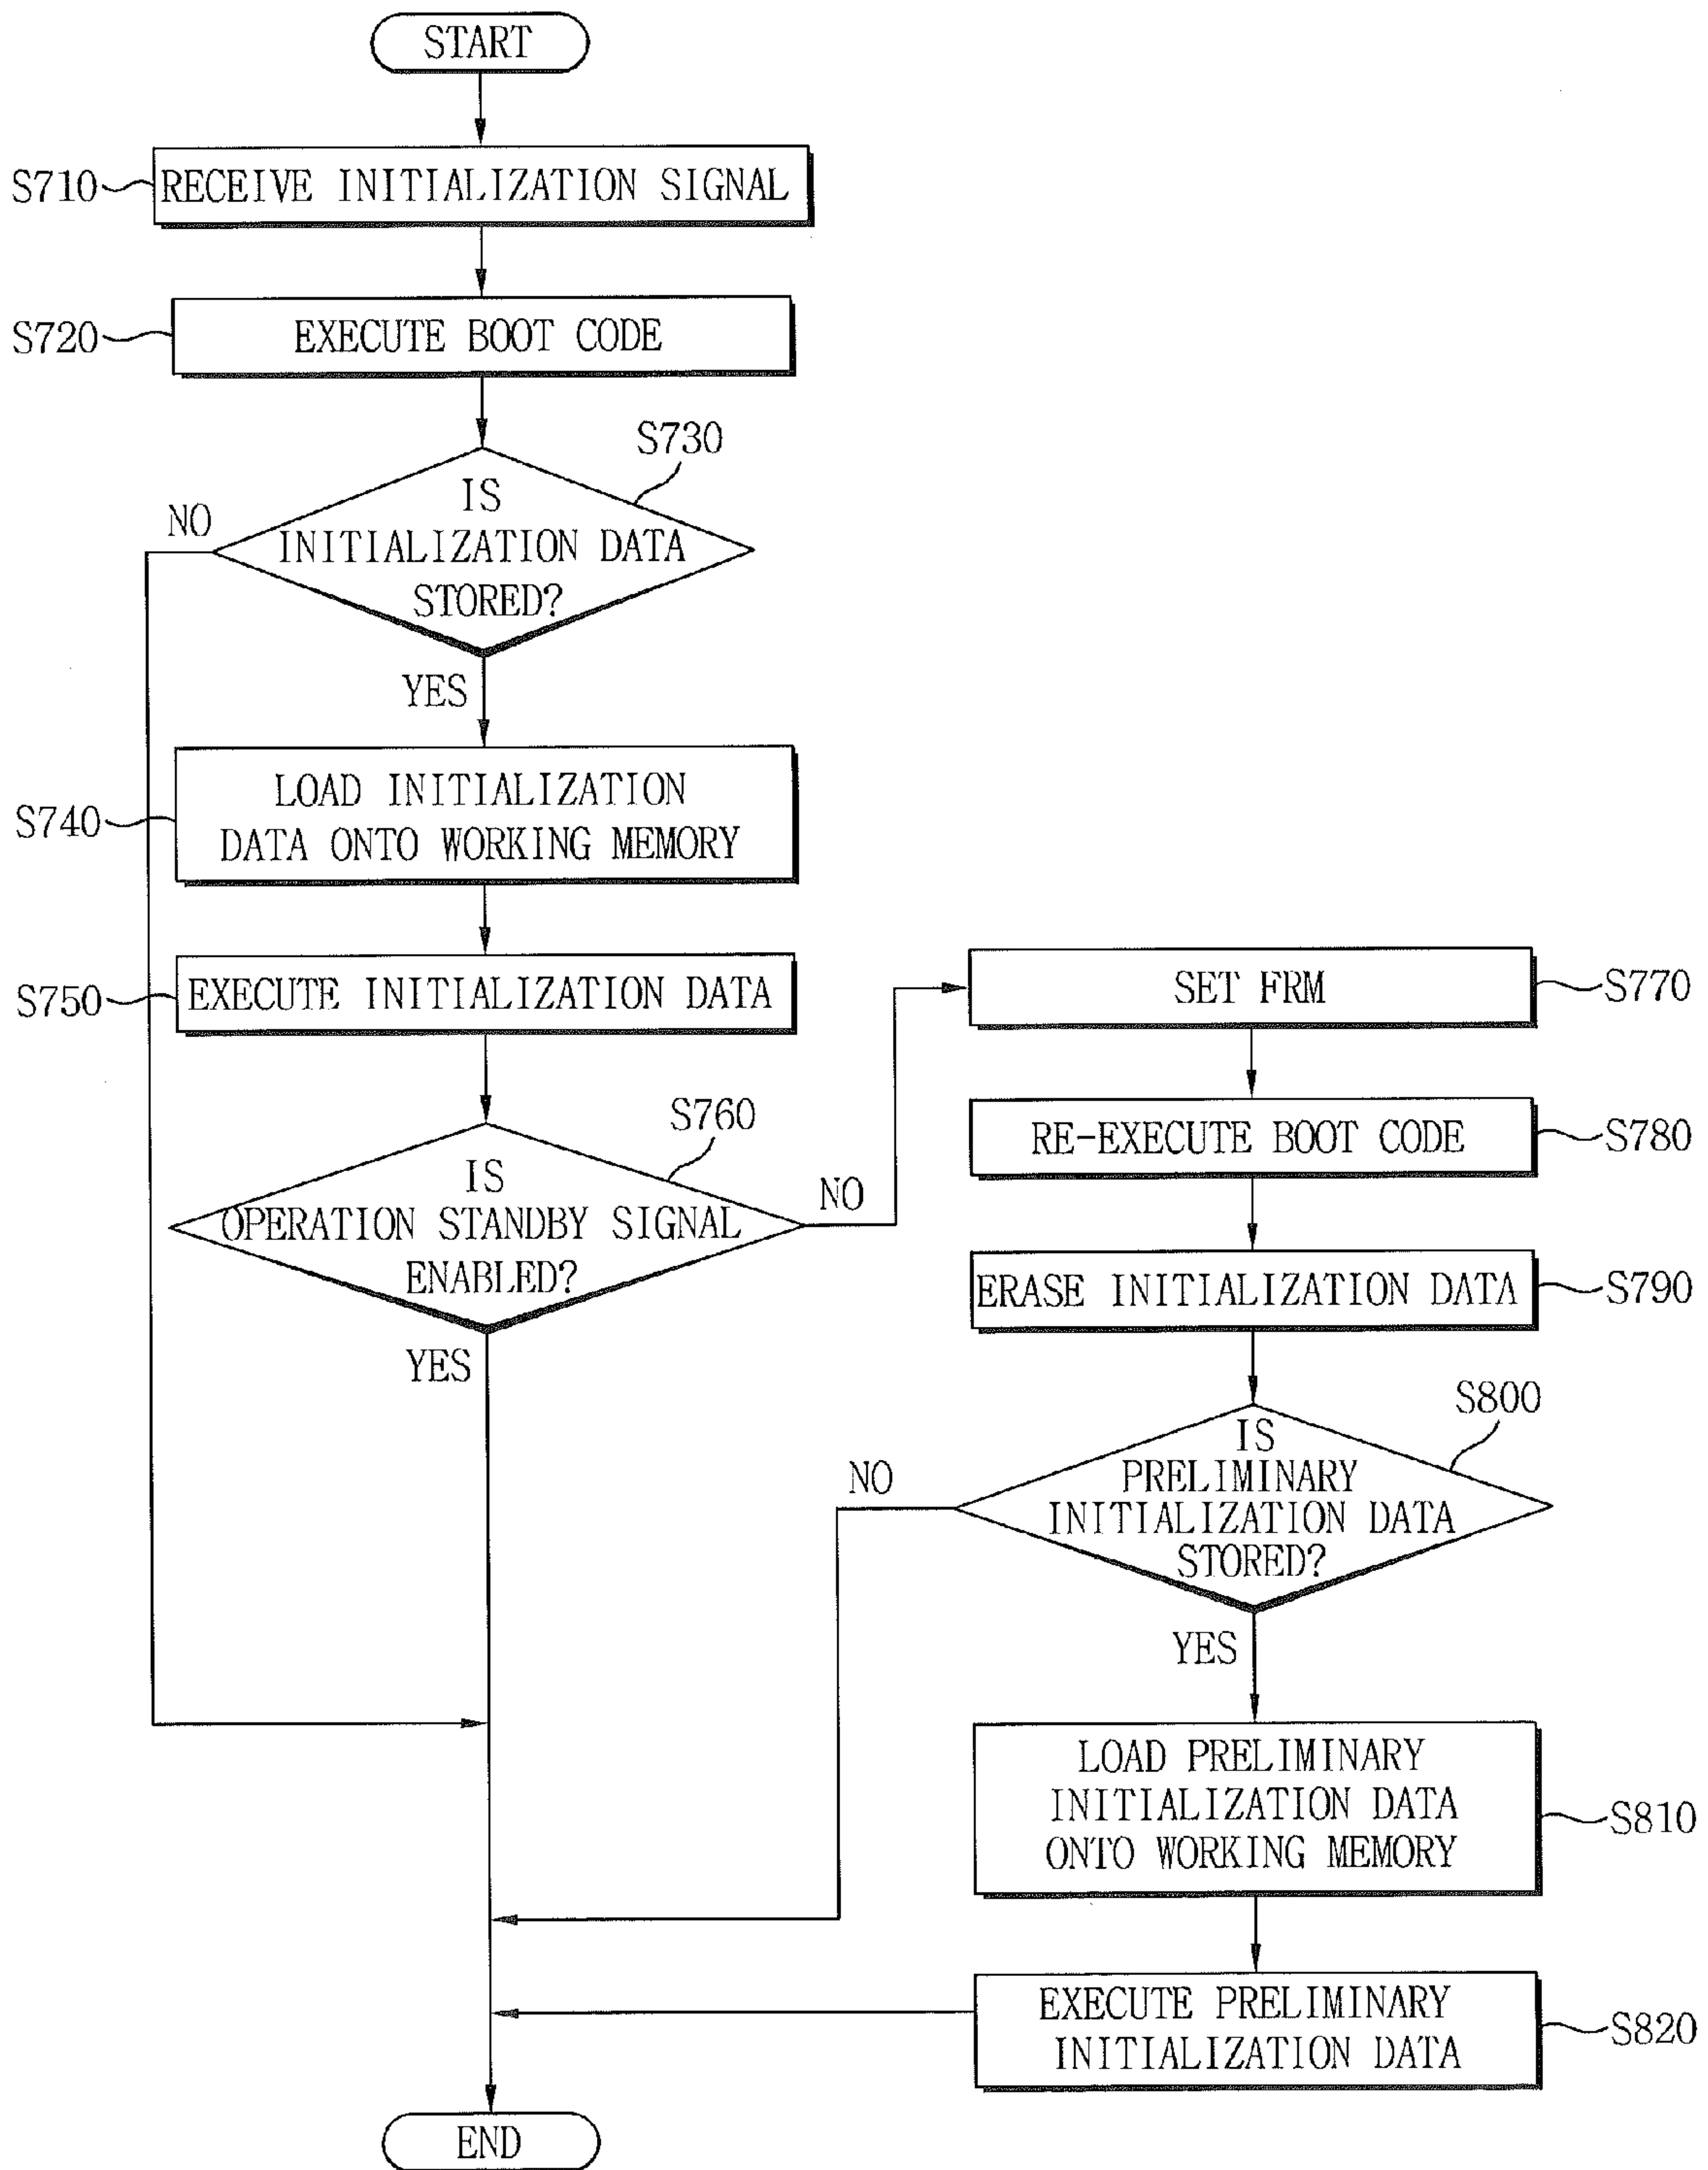 START
S710
RECEIVE INITIALIZATION SIGNAL
S720
EXECUTE BOOT CODE
S730
IS
INITIALIZATION DATA
STORED?
NO
YES
S740
LOAD INITIALIZATION
DATA ONTO WORKING MEMORY
S750
EXECUTE INITIALIZATION DATA
S760
IS
OPERATION STANDBY SIGNAL
ENABLED?
NO
YES
SET FRM
S770
RE-EXECUTE BOOT CODE
S780
ERASE INITIALIZATION DATA
S790
S800
IS
PRELIMINARY
INITIALIZATION DATA
STORED?
NO
YES
LOAD PRELIMINARY
INITIALIZATION DATA
ONTO WORKING MEMORY
S810
EXECUTE PRELIMINARY
INITIALIZATION DATA
S820
END